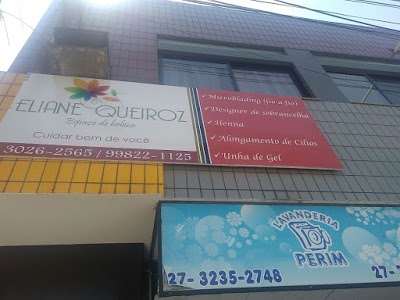 ELIANE QUEIROZ
Espaço da beleza
Cuidar bem de você
3026-2565 / 99822-1125
✓ Microblading (fio a fio)
✓ Designer de sobrancelha
✓ Henna
✓ Alongamento de Cílios
✓ Unha de Gel
LAVANDERIA
PERIM
27- 3235-2748
27-